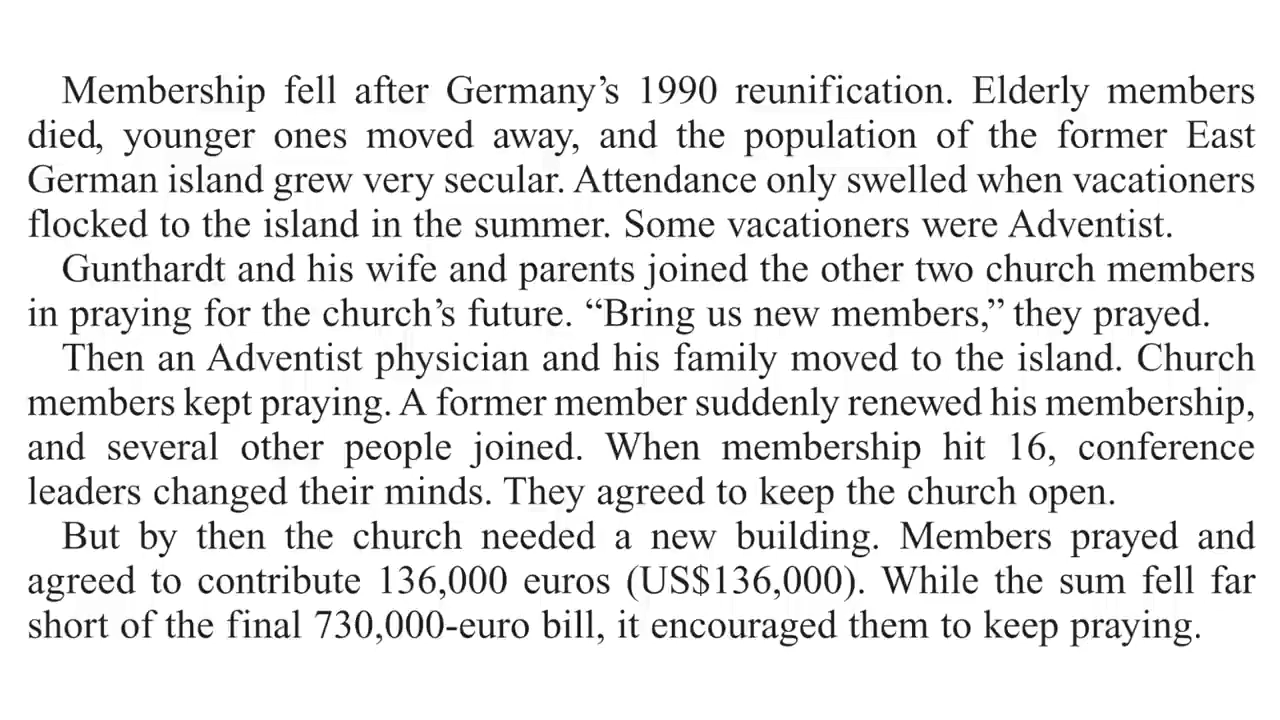 Membership fell after Germany’s 1990 reunification. Elderly members
died, younger ones moved away, and the population of the former East
German island grew very secular. Attendance only swelled when vacationers
flocked to the island in the summer. Some vacationers were Adventist.
Gunthardt and his wife and parents joined the other two church members
in praying for the church’s future. “Bring us new members,” they prayed.
Then an Adventist physician and his family moved to the island. Church
members kept praying. A former member suddenly renewed his membership,
and several other people joined. When membership hit 16, conference
leaders changed their minds. They agreed to keep the church open.
But by then the church needed a new building. Members prayed and
agreed to contribute 136,000 euros (US$136,000). While the sum fell far
short of the final 730,000-euro bill, it encouraged them to keep praying.